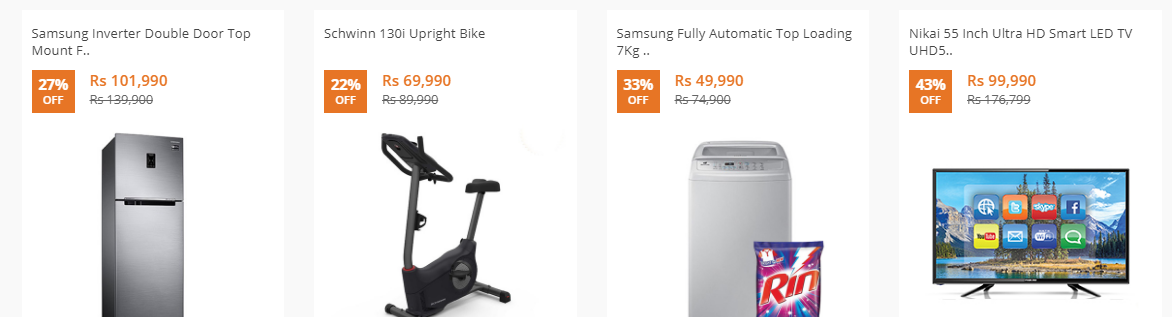 Samsung Inverter Double Door Top
Mount F..
27%
OFF
Rs 101,990
Rs 139,900
Schwinn 130i Upright Bike
22%
OFF
Rs 69,990
Rs 89,990
Samsung Fully Automatic Top Loading
7Kg ..
33%
OFF
Rs 49,990
Rs 74,900
Rin
Nikai 55 Inch Ultra HD Smart LED TV
UHD5..
43%
OFF
Rs 99,990
Rs 176,799
skype
YouTube
WiFi